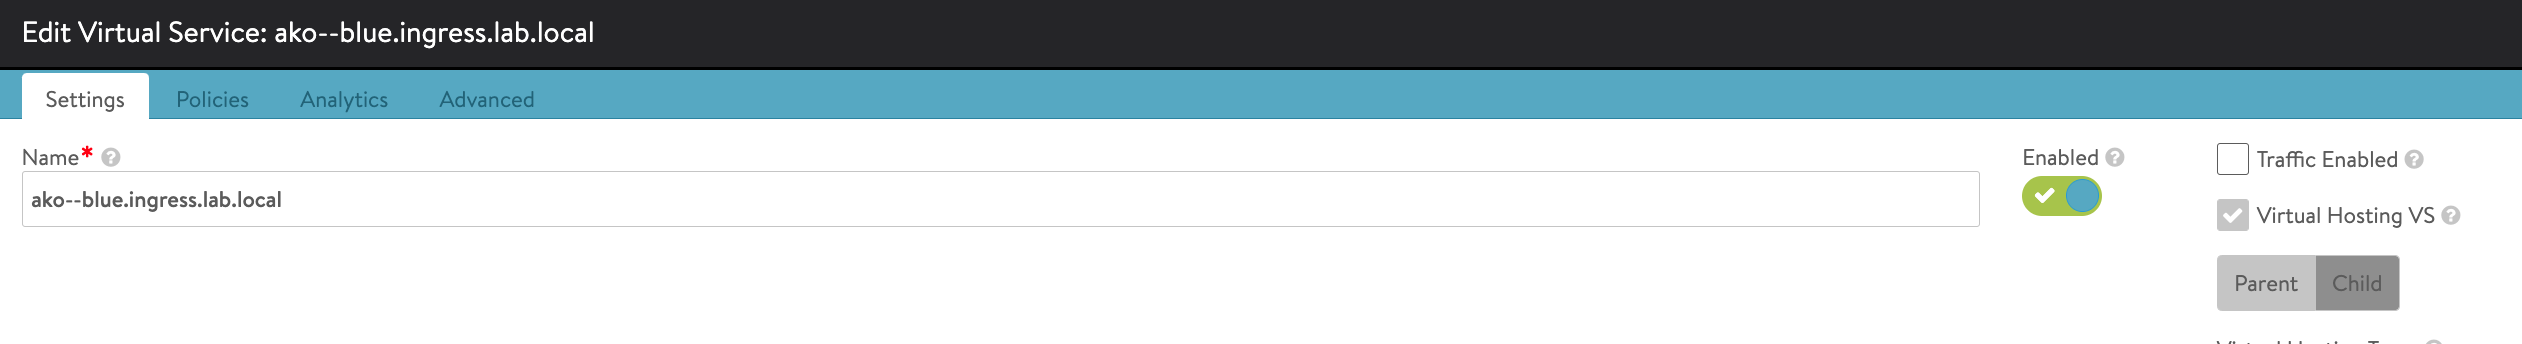 Edit Virtual Service: ako--blue.ingress.lab.local
Settings Policies Analytics Advanced
Name* ?
ako--blue.ingress.lab.local
Enabled ?
Traffic Enabled ?
Virtual Hosting VS ?
Parent Child